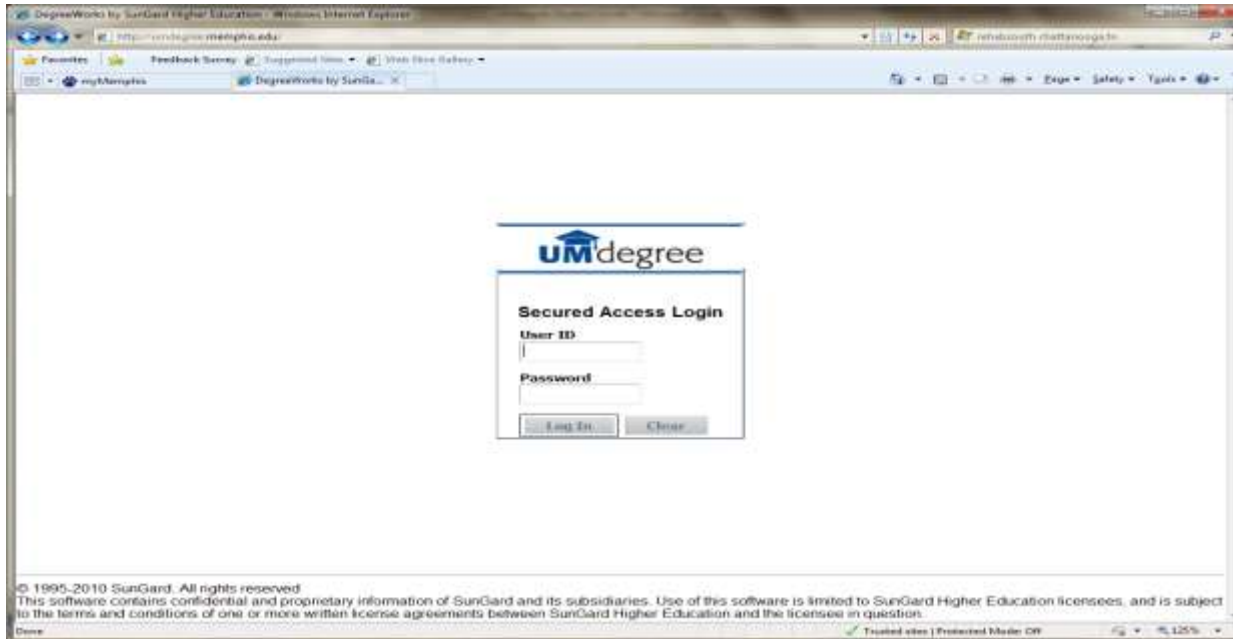 DegreeWorks by SunGard Higher Education - Windows Internet Explorer
memphis.edu/
Favorites Feedback Survey Suggested Sites Web Slice Gallery
myMemphis DegreeWorks by SunGa... Page Safety Tools
UMdegree
Secured Access Login
User ID
Password
Log In Clear
© 1995-2010 SunGard. All rights reserved
This software contains confidential and proprietary information of SunGard and its subsidiaries. Use of this software is limited to SunGard Higher Education licensees, and is subject
to the terms and conditions of one or more written license agreements between SunGard Higher Education and the licensee in question.
Done Trusted sites | Protected Mode: Off 125%